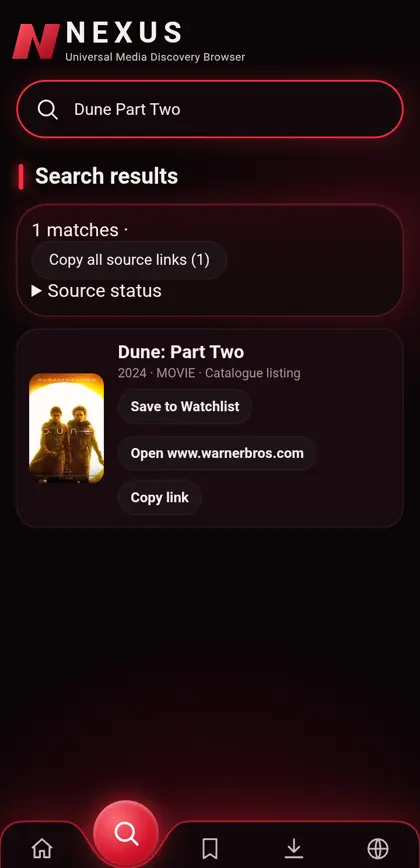 NEXUS
Universal Media Discovery Browser
Dune Part Two
Search results
1 matches ·
Copy all source links (1)
▶ Source status
Dune: Part Two
2024 · MOVIE · Catalogue listing
Save to Watchlist
Open www.warnerbros.com
Copy link